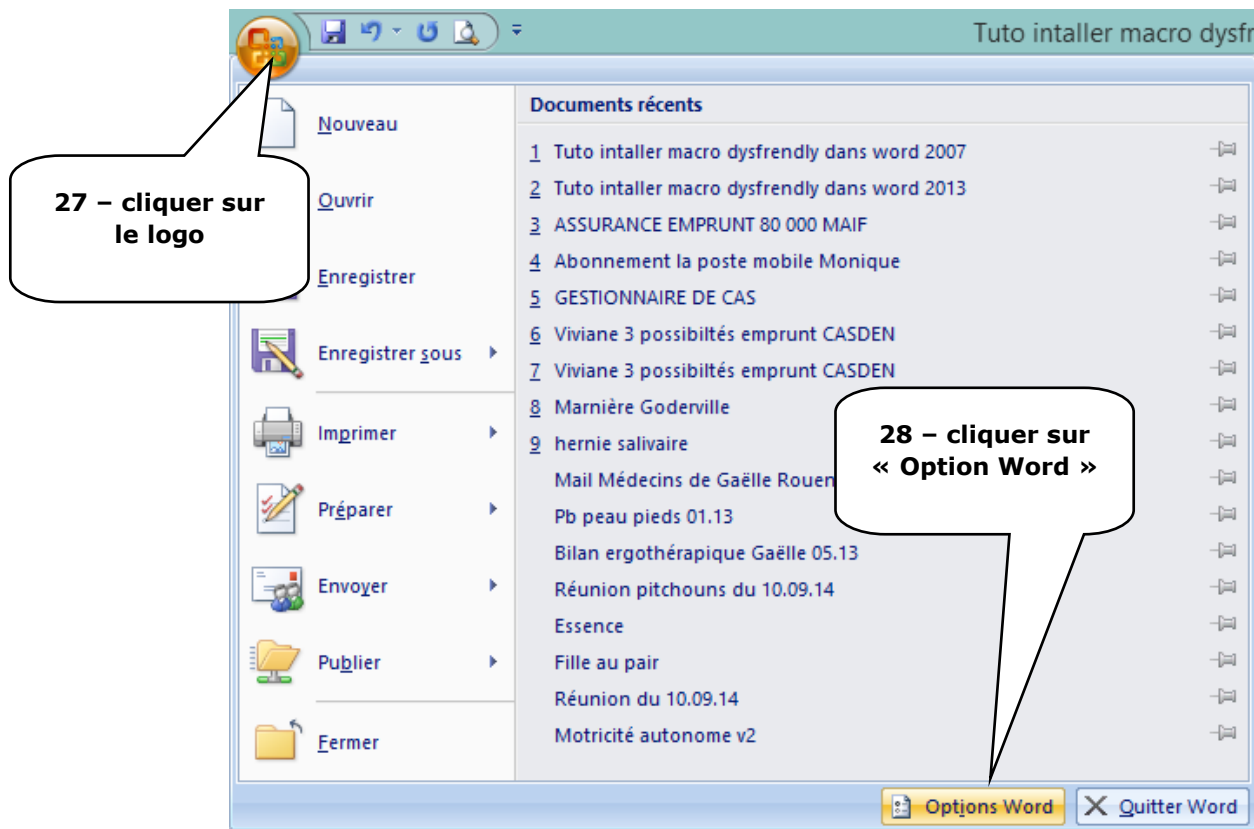 Tuto intaller macro dysfr
Nouveau
Ouvrir
Enregistrer
Enregistrer sous
Imprimer
Préparer
Envoyer
Publier
Fermer
27 – cliquer sur
le logo
Documents récents
1 Tuto intaller macro dysfrendly dans word 2007
2 Tuto intaller macro dysfrendly dans word 2013
3 ASSURANCE EMPRUNT 80 000 MAIF
4 Abonnement la poste mobile Monique
5 GESTIONNAIRE DE CAS
6 Viviane 3 possibiltés emprunt CASDEN
7 Viviane 3 possibiltés emprunt CASDEN
8 Marnière Goderville
9 hernie salivaire
Mail Médecins de Gaëlle Rouen
Pb peau pieds 01.13
Bilan ergothérapique Gaëlle 05.13
Réunion pitchouns du 10.09.14
Essence
Fille au pair
Réunion du 10.09.14
Motricité autonome v2
28 – cliquer sur
« Option Word »
Options Word
Quitter Word